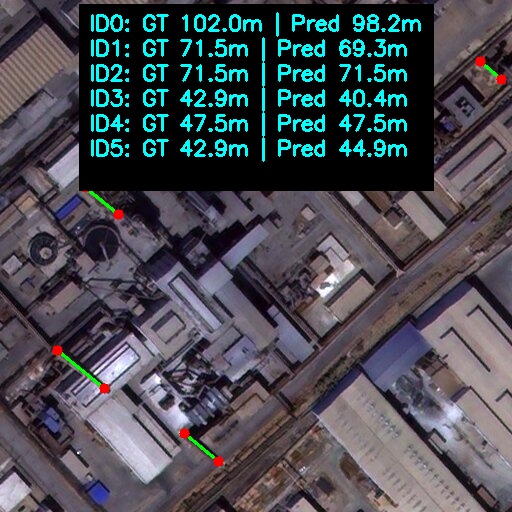 ID0: GT 102.0m | Pred 98.2m
ID1: GT 71.5m | Pred 69.3m
ID2: GT 71.5m | Pred 71.5m
ID3: GT 42.9m | Pred 40.4m
ID4: GT 47.5m | Pred 47.5m
ID5: GT 42.9m | Pred 44.9m